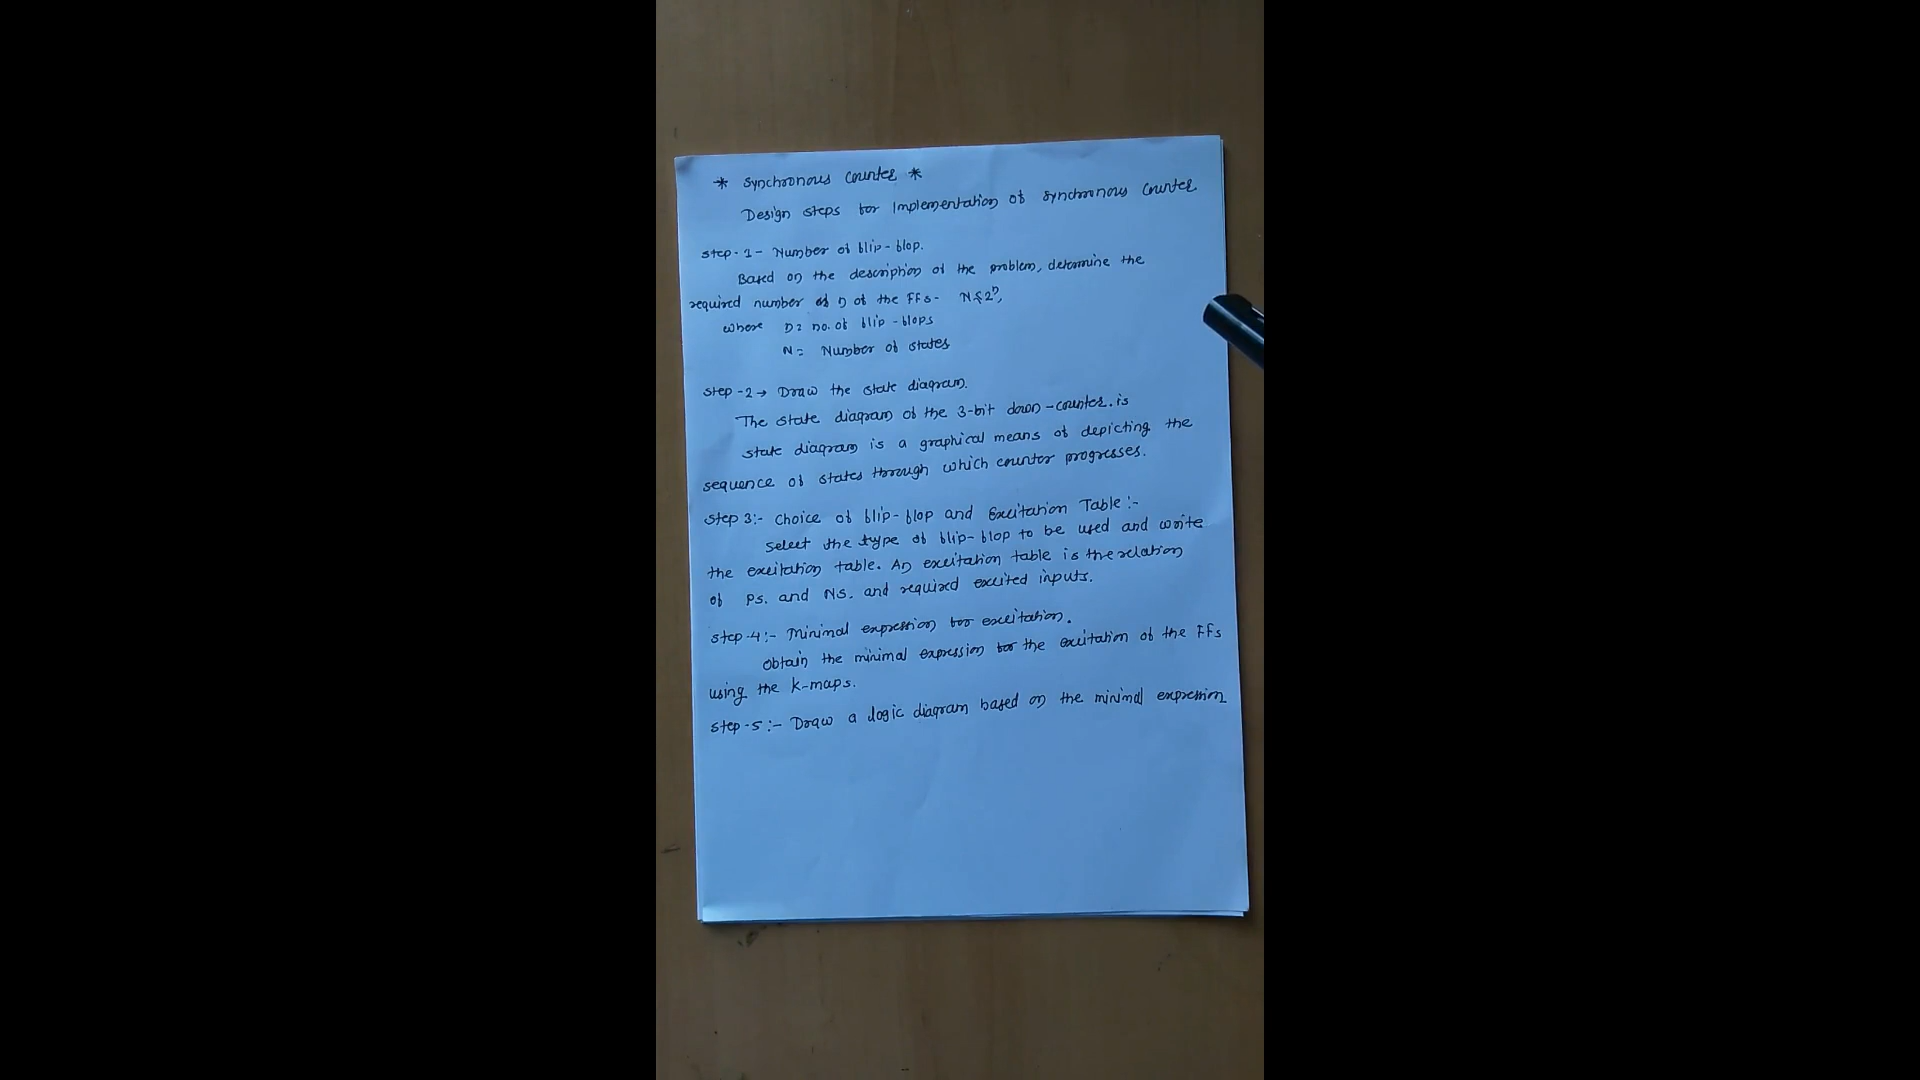 * Synchronous Counter *
Design steps for Implementation of synchronous Counter
step-1- Number of flip-flop.
Based on the description of the problem, determine the
required number of n of the FFs- N≤2ⁿ,
where n= no. of flip-flops
N= Number of states
step-2→ Draw the state diagram.
The state diagram of the 3-bit down-counter. is
state diagram is a graphical means of depicting the
sequence of states through which counter progresses.
step 3:- Choice of flip-flop and Excitation Table:-
Select the type of flip-flop to be used and write
the excitation table. An excitation table is the relation
of PS. and NS. and required excited inputs.
step-4:- Minimal expression for excitation.
Obtain the minimal expression for the excitation of the FFs
using the K-maps.
step-5:- Draw a logic diagram based on the minimal expression